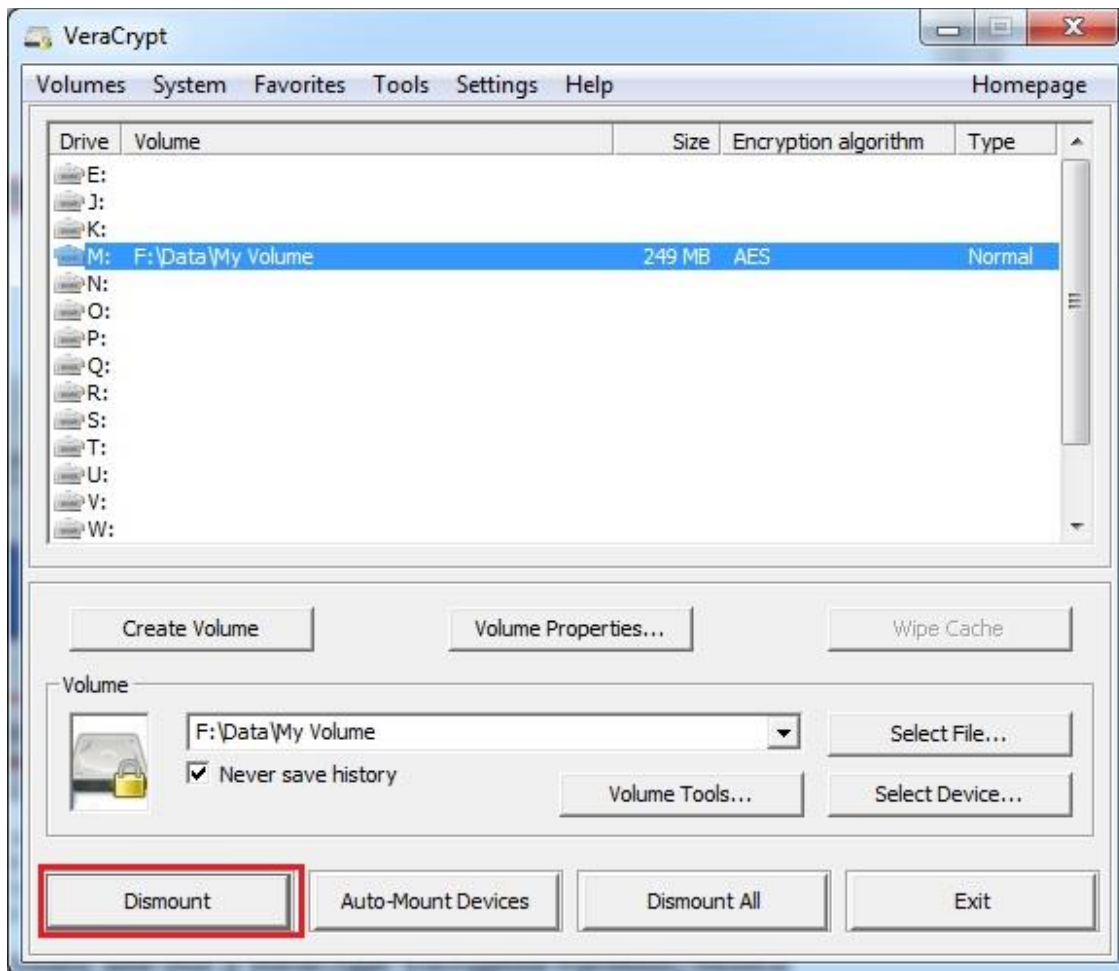 VeraCrypt
Volumes System Favorites Tools Settings Help Homepage
Drive Volume Size Encryption algorithm Type
E:
J:
K:
M: F:\Data\My Volume 249 MB AES Normal
N:
O:
P:
Q:
R:
S:
T:
U:
V:
W:
Create Volume Volume Properties... Wipe Cache
Volume
F:\Data\My Volume Select File...
Never save history Volume Tools... Select Device...
Dismount Auto-Mount Devices Dismount All Exit